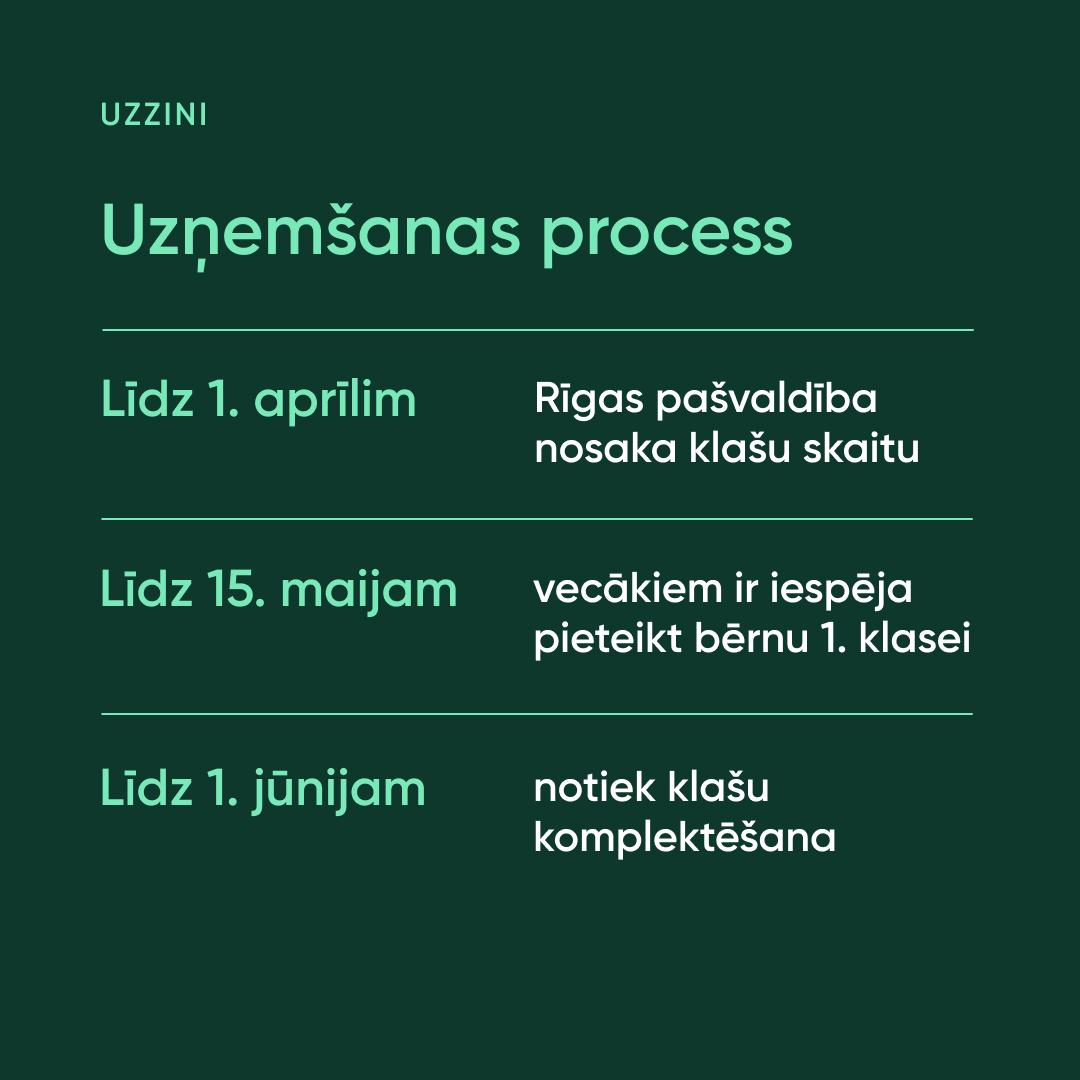 UZZINI
Uzņemšanas process
Līdz 1. aprīlim
Rīgas pašvaldība
nosaka klašu skaitu
Līdz 15. maijam
vecākiem ir iespēja
pieteikt bērnu 1. klasei
Līdz 1. jūnijam
notiek klašu
komplektēšana